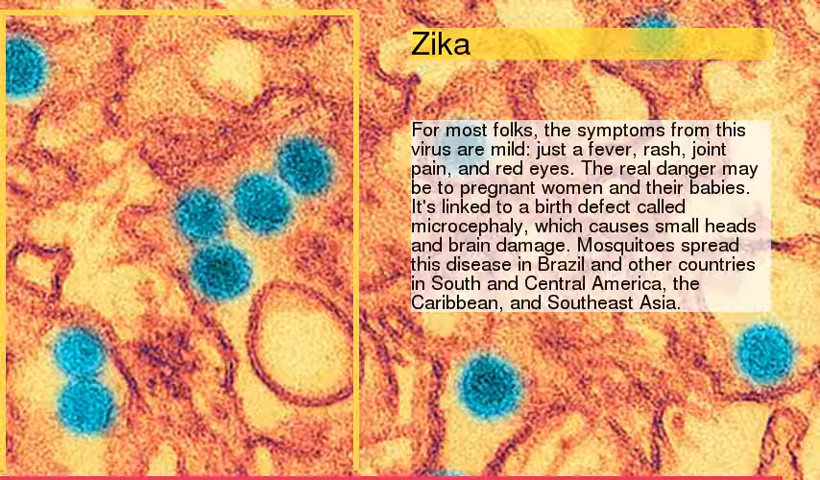 Zika
For most folks, the symptoms from this
virus are mild: just a fever, rash, joint
pain, and red eyes. The real danger may
be to pregnant women and their babies.
It's linked to a birth defect called
microcephaly, which causes small heads
and brain damage. Mosquitoes spread
this disease in Brazil and other countries
in South and Central America, the
Caribbean, and Southeast Asia.